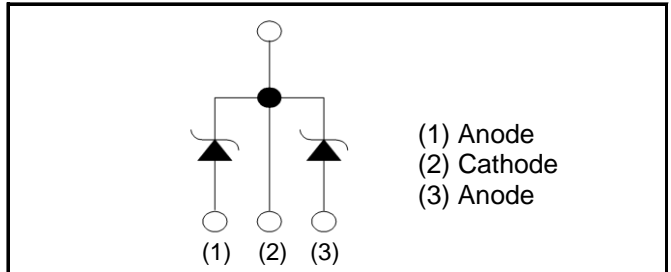 (1) Anode
(2) Cathode
(3) Anode
(1) (2) (3)